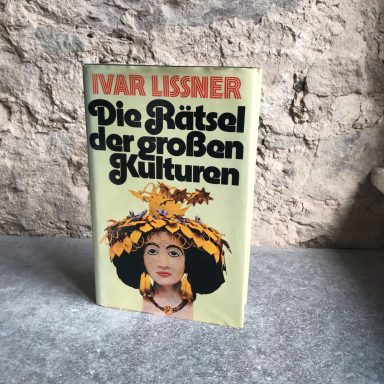 IVAR LISSNER
Die Rätsel
der großen
Kulturen